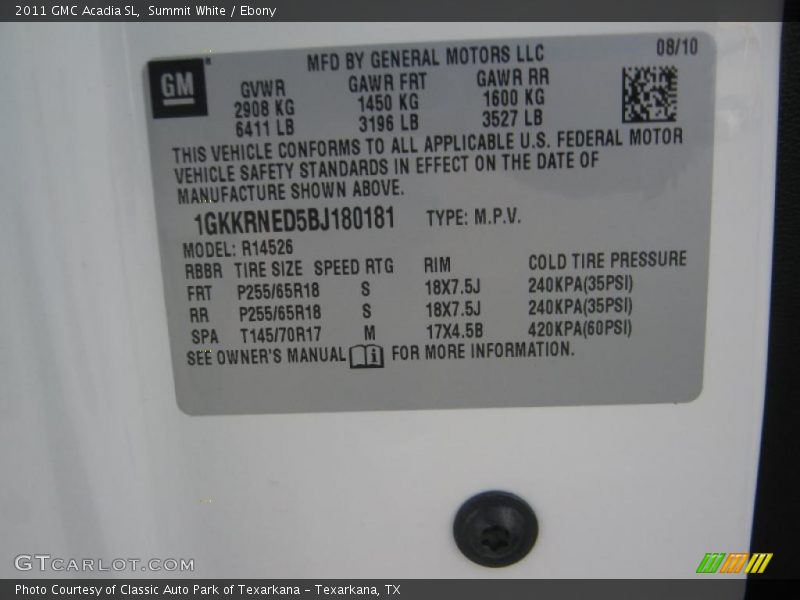 2011 GMC Acadia SL,  Summit White / Ebony
GM
MFD BY GENERAL MOTORS LLC 08/10
GVWR GAWR FRT GAWR RR
2908 KG 1450 KG 1600 KG
6411 LB 3196 LB 3527 LB
THIS VEHICLE CONFORMS TO ALL APPLICABLE U.S. FEDERAL MOTOR
VEHICLE SAFETY STANDARDS IN EFFECT ON THE DATE OF
MANUFACTURE SHOWN ABOVE.
1GKKRNED5BJ180181 TYPE: M.P.V.
MODEL: R14526
RBBR TIRE SIZE SPEED RTG RIM COLD TIRE PRESSURE
FRT P255/65R18 S 18X7.5J 240KPA(35PSI)
RR P255/65R18 S 18X7.5J 240KPA(35PSI)
SPA T145/70R17 M 17X4.5B 420KPA(60PSI)
SEE OWNER'S MANUAL i FOR MORE INFORMATION.
GTCARLOT.COM
Photo Courtesy of Classic Auto Park of Texarkana - Texarkana, TX